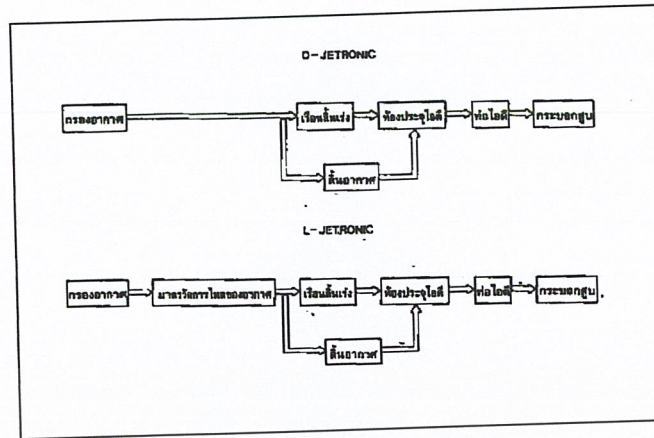 D-JETRONIC
กรองอากาศ เรือนลิ้นเร่ง ห้องประจุไอดี ท่อไอดี กระบอกสูบ
ลิ้นอากาศ
L-JETRONIC
กรองอากาศ มาตรวัดการไหลของอากาศ เรือนลิ้นเร่ง ห้องประจุไอดี ท่อไอดี กระบอกสูบ
ลิ้นอากาศ